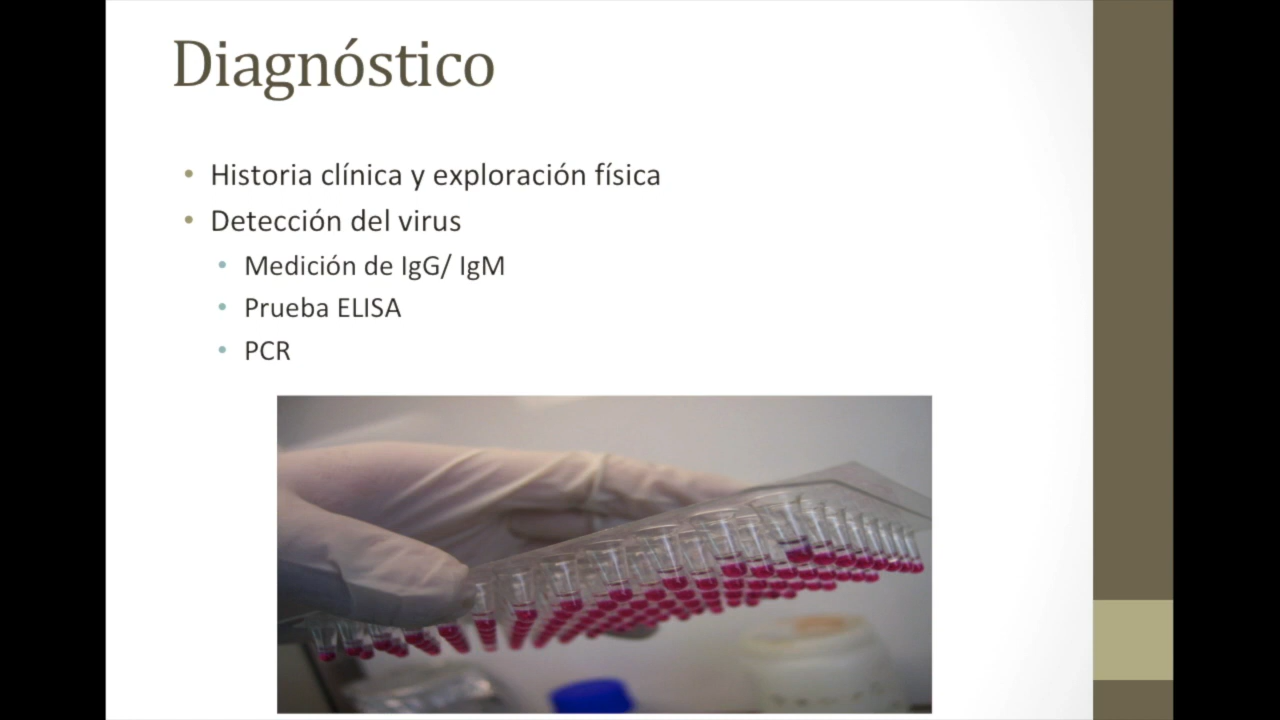 Diagnóstico
• Historia clínica y exploración física
• Detección del virus
• Medición de IgG/ IgM
• Prueba ELISA
• PCR